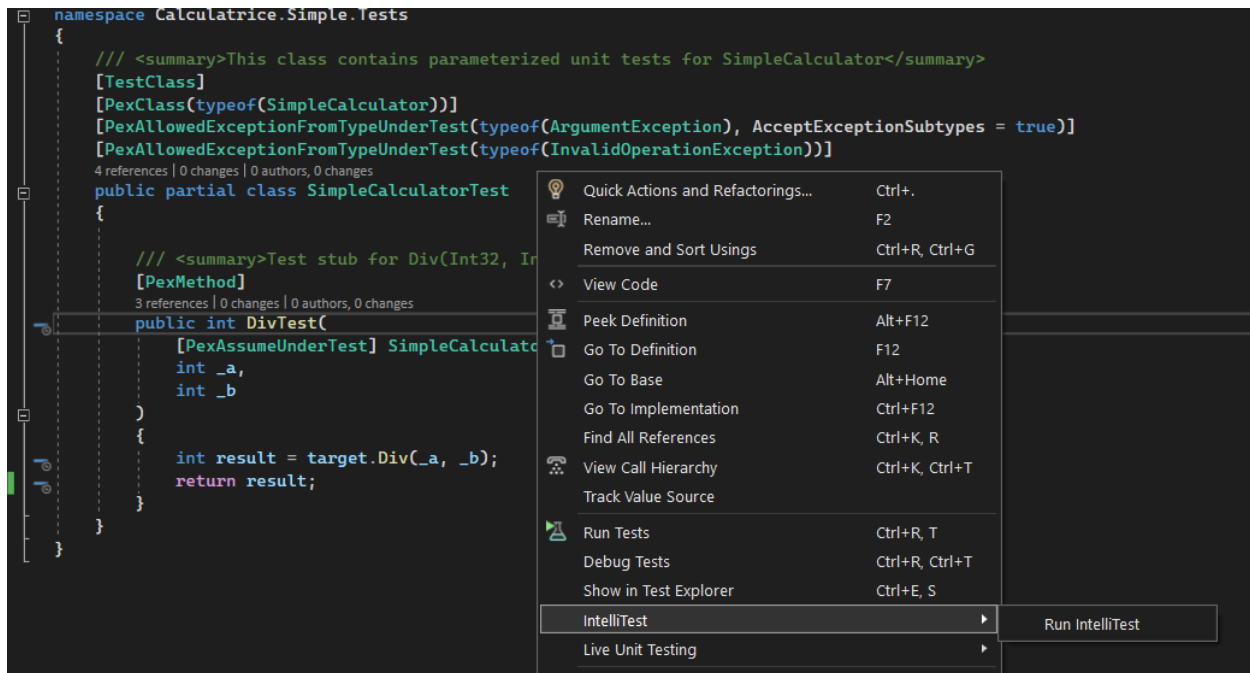 namespace Calculatrice.Simple.Tests
{
/// <summary>This class contains parameterized unit tests for SimpleCalculator</summary>
[TestClass]
[PexClass(typeof(SimpleCalculator))]
[PexAllowedExceptionFromTypeUnderTest(typeof(ArgumentException), AcceptExceptionSubtypes = true)]
[PexAllowedExceptionFromTypeUnderTest(typeof(InvalidOperationException))]
4 references | 0 changes | 0 authors, 0 changes
public partial class SimpleCalculatorTest
{
/// <summary>Test stub for Div(Int32, In
[PexMethod]
3 references | 0 changes | 0 authors, 0 changes
public int DivTest(
[PexAssumeUnderTest] SimpleCalculato
int _a,
int _b
)
{
int result = target.Div(_a, _b);
return result;
}
}
}
Quick Actions and Refactorings... Ctrl+.
Rename... F2
Remove and Sort Usings Ctrl+R, Ctrl+G
View Code F7
Peek Definition Alt+F12
Go To Definition F12
Go To Base Alt+Home
Go To Implementation Ctrl+F12
Find All References Ctrl+K, R
View Call Hierarchy Ctrl+K, Ctrl+T
Track Value Source
Run Tests Ctrl+R, T
Debug Tests Ctrl+R, Ctrl+T
Show in Test Explorer Ctrl+E, S
IntelliTest
Run IntelliTest
Live Unit Testing